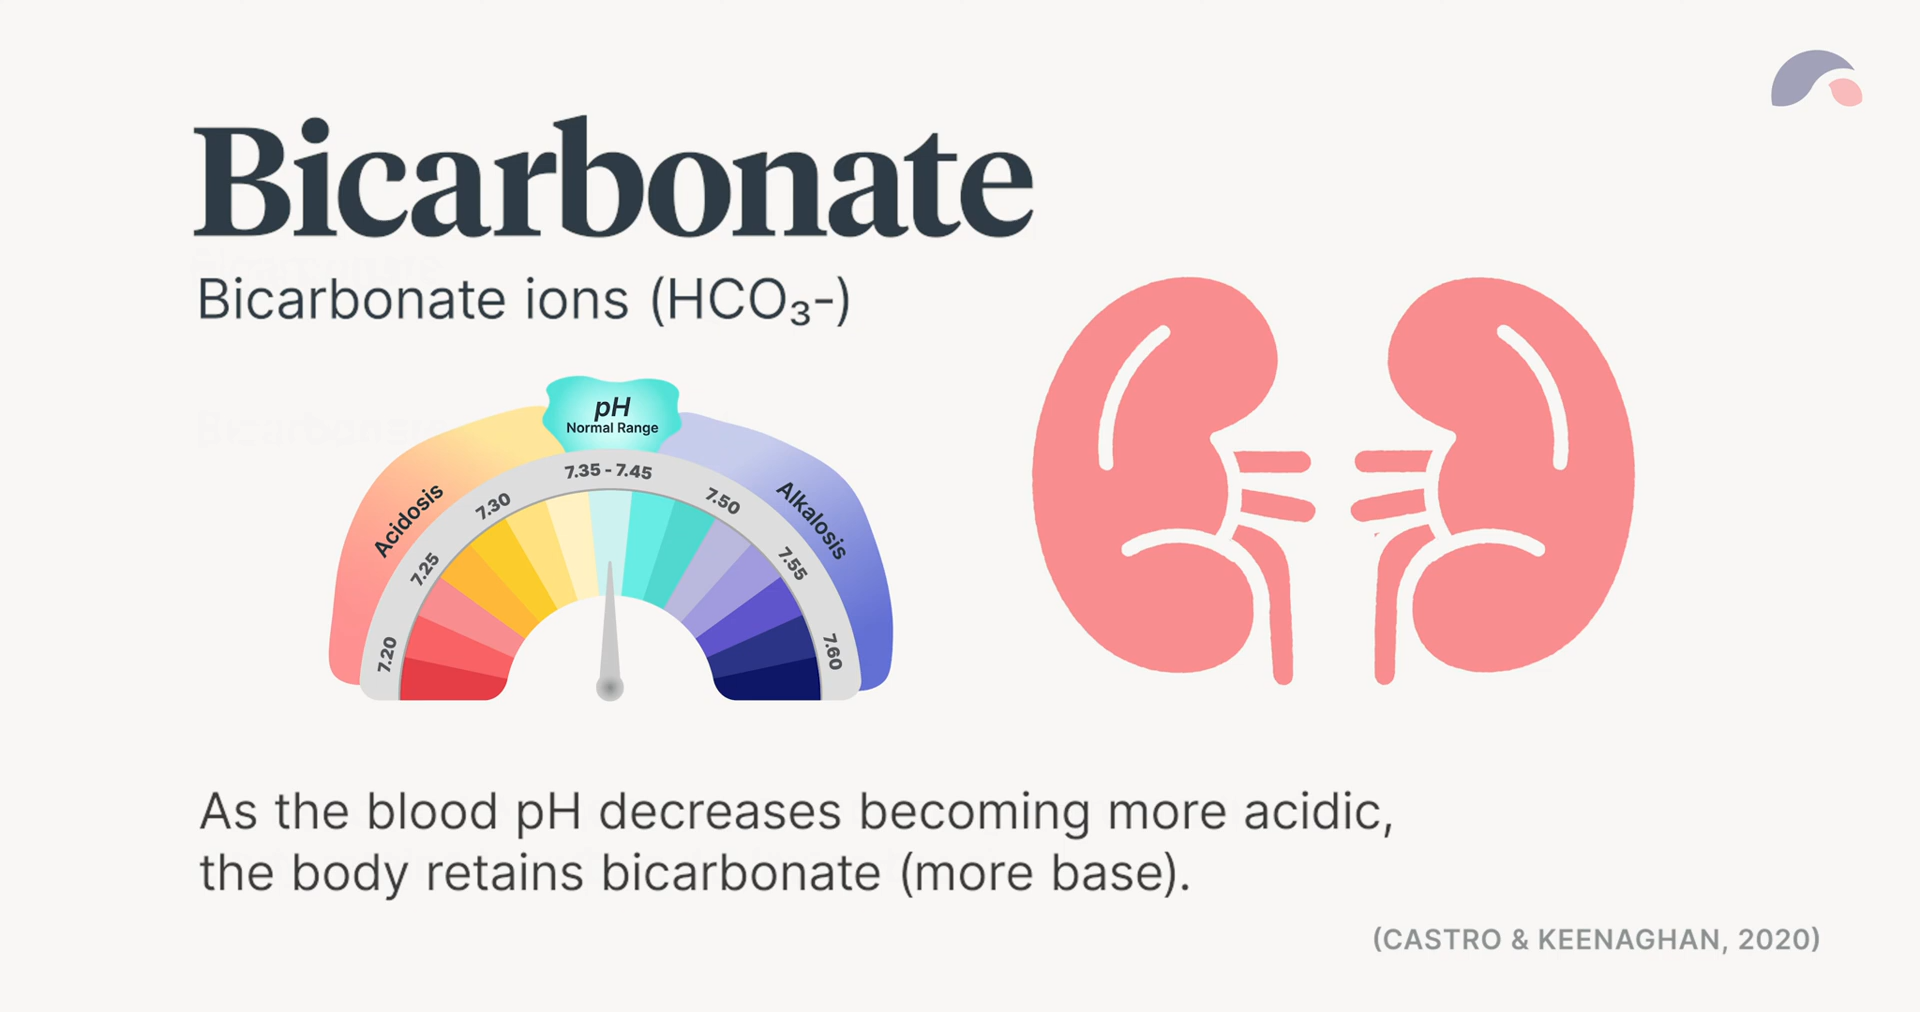 Bicarbonate
Bicarbonate ions (HCO₃-)
pH
Normal Range
7.35 - 7.45
Acidosis
7.30
7.25
7.20
Alkalosis
7.50
7.55
7.60
As the blood pH decreases becoming more acidic,
the body retains bicarbonate (more base).
(CASTRO & KEENAGHAN, 2020)